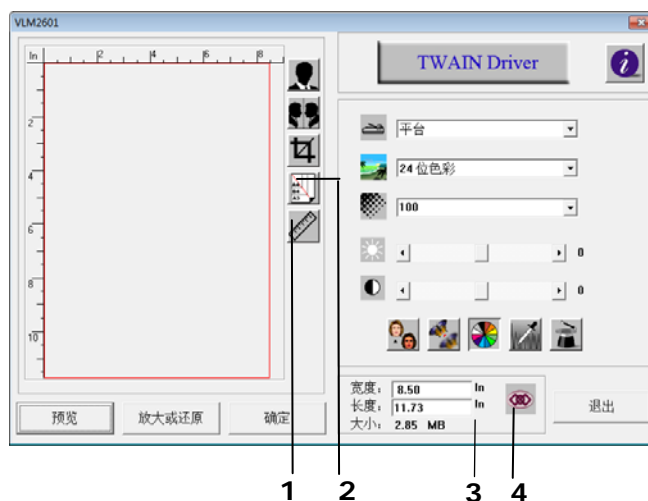 VLM2601
TWAIN Driver
In
2
4
6
8
2
4
6
8
10
平台
24 位色彩
100
0
0
宽度： 8.50 In
长度： 11.73 In
大小： 2.85 MB
预览
放大或还原
确定
退出
1 2 3 4